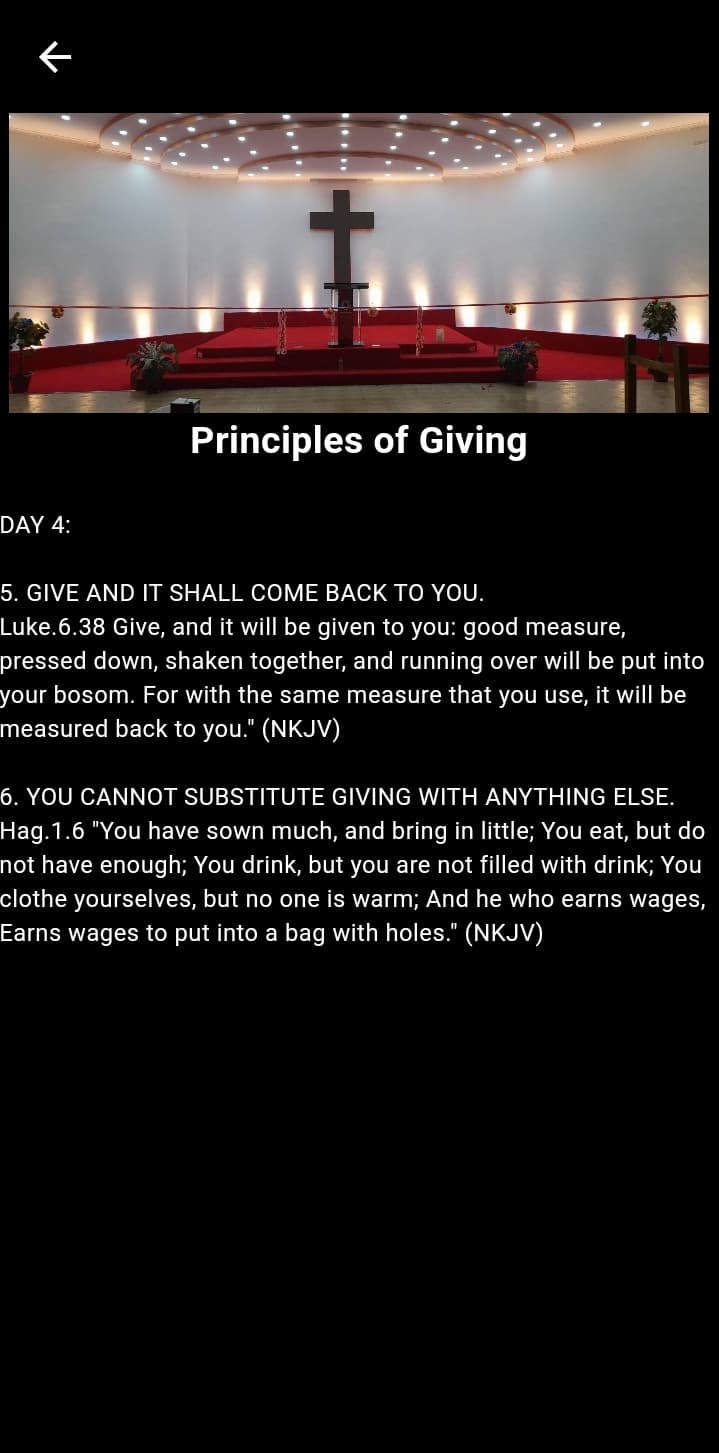 Principles of Giving
DAY 4:
5. GIVE AND IT SHALL COME BACK TO YOU.
Luke.6.38 Give, and it will be given to you: good measure,
pressed down, shaken together, and running over will be put into
your bosom. For with the same measure that you use, it will be
measured back to you." (NKJV)
6. YOU CANNOT SUBSTITUTE GIVING WITH ANYTHING ELSE.
Hag.1.6 "You have sown much, and bring in little; You eat, but do
not have enough; You drink, but you are not filled with drink; You
clothe yourselves, but no one is warm; And he who earns wages,
Earns wages to put into a bag with holes." (NKJV)